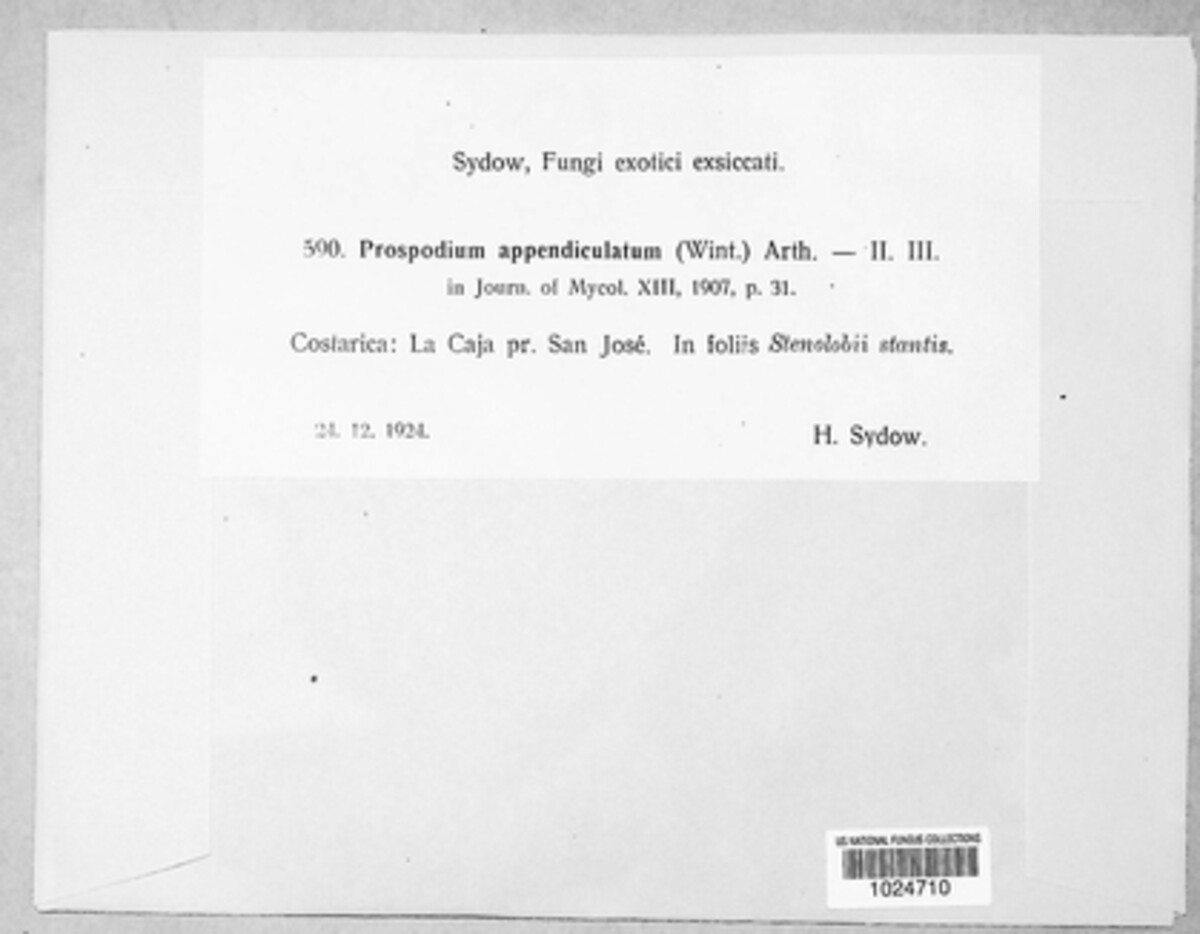 Sydow, Fungi exotici exsiccati.
590. Prospodium appendiculatum (Wint.) Arth. — II. III.
in Journ. of Mycol. XIII, 1907, p. 31.
Costarica: La Caja pr. San José. In foliis Stenolobii stantis.
24. 12. 1924.
H. Sydow.
US NATIONAL FUNGUS COLLECTIONS
1024710